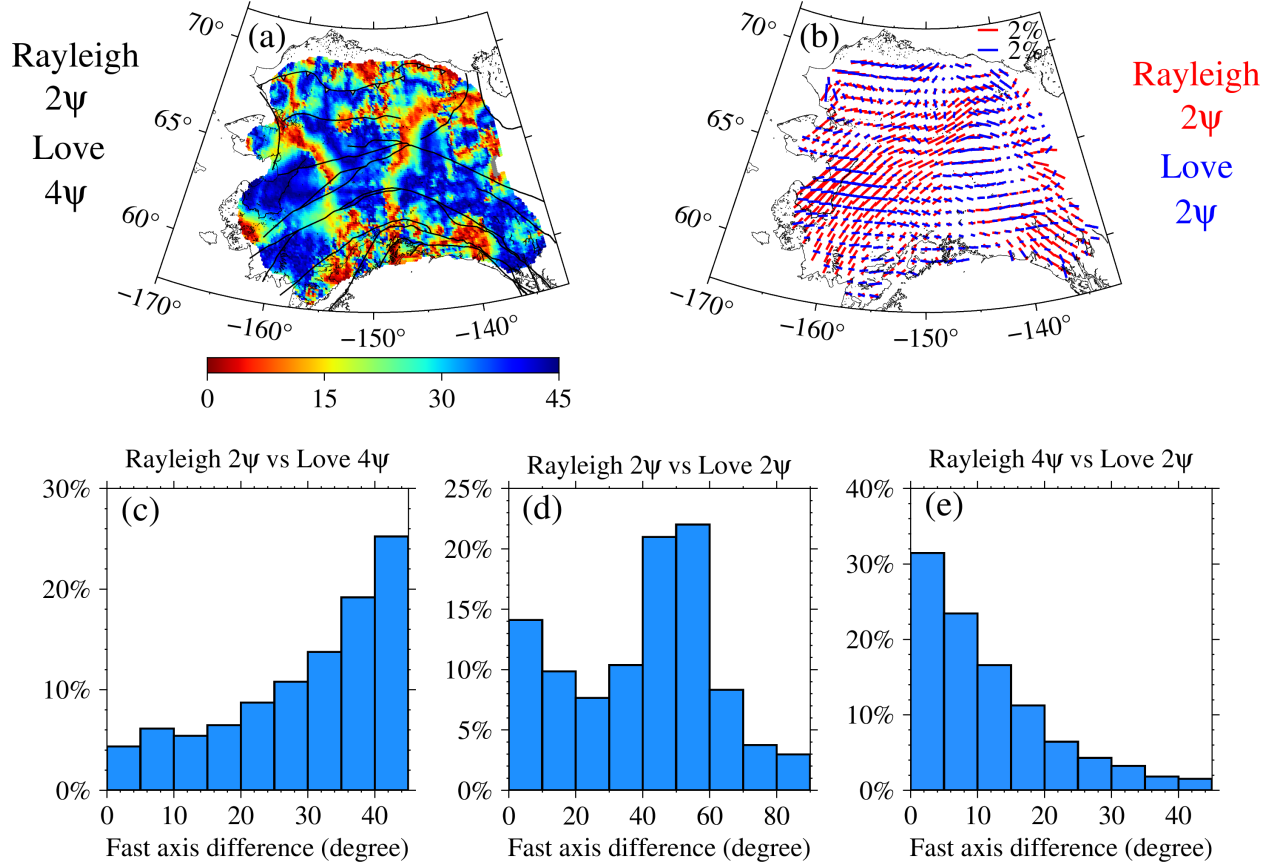 Rayleigh
2ψ
Love
4ψ
(a)
70°
65°
60°
−170°
−160°
−150°
−140°
0 15 30 45
(b)
2%
2%
70°
65°
60°
−170°
−160°
−150°
−140°
Rayleigh
2ψ
Love
2ψ
Rayleigh 2ψ vs Love 4ψ
(c)
30%
20%
10%
0%
0 10 20 30 40
Fast axis difference (degree)
Rayleigh 2ψ vs Love 2ψ
(d)
25%
20%
15%
10%
5%
0%
0 20 40 60 80
Fast axis difference (degree)
Rayleigh 4ψ vs Love 2ψ
(e)
40%
30%
20%
10%
0%
0 10 20 30 40
Fast axis difference (degree)